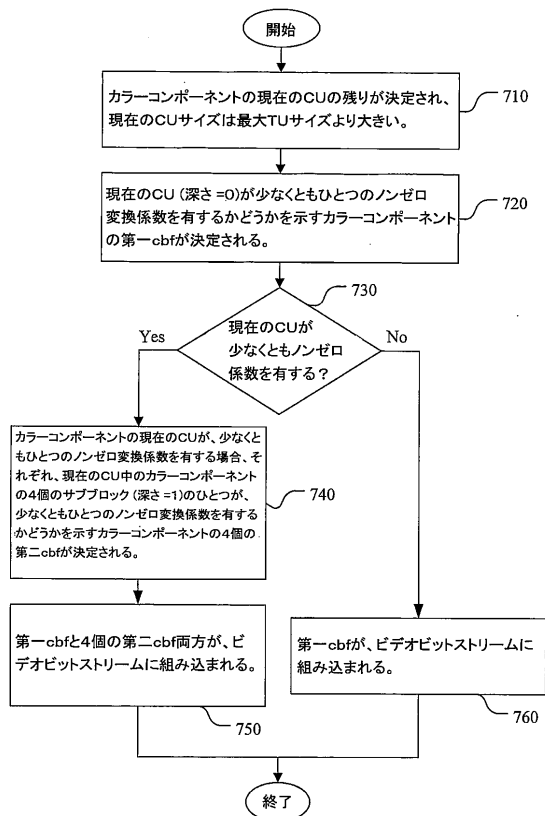 開始
カラーコンポーネントの現在のCUの残りが決定され、
現在のCUサイズは最大TUサイズより大きい。
710
現在のCU（深さ=0）が少なくともひとつのノンゼロ
変換係数を有するかどうかを示すカラーコンポーネント
の第一cbfが決定される。
720
730
現在のCUが
少なくともノンゼロ
係数を有する？
Yes
No
カラーコンポーネントの現在のCUが、少なくと
もひとつのノンゼロ変換係数を有する場合、そ
れぞれ、現在のCU中のカラーコンポーネント
の4個のサブブロック（深さ=1）のひとつが、
少なくともひとつのノンゼロ変換係数を有する
かどうかを示すカラーコンポーネントの4個の
第二cbfが決定される。
740
第一cbfと4個の第二cbf両方が、ビ
デオビットストリームに組み込まれる。
750
第一cbfが、ビデオビットストリームに
組み込まれる。
760
終了